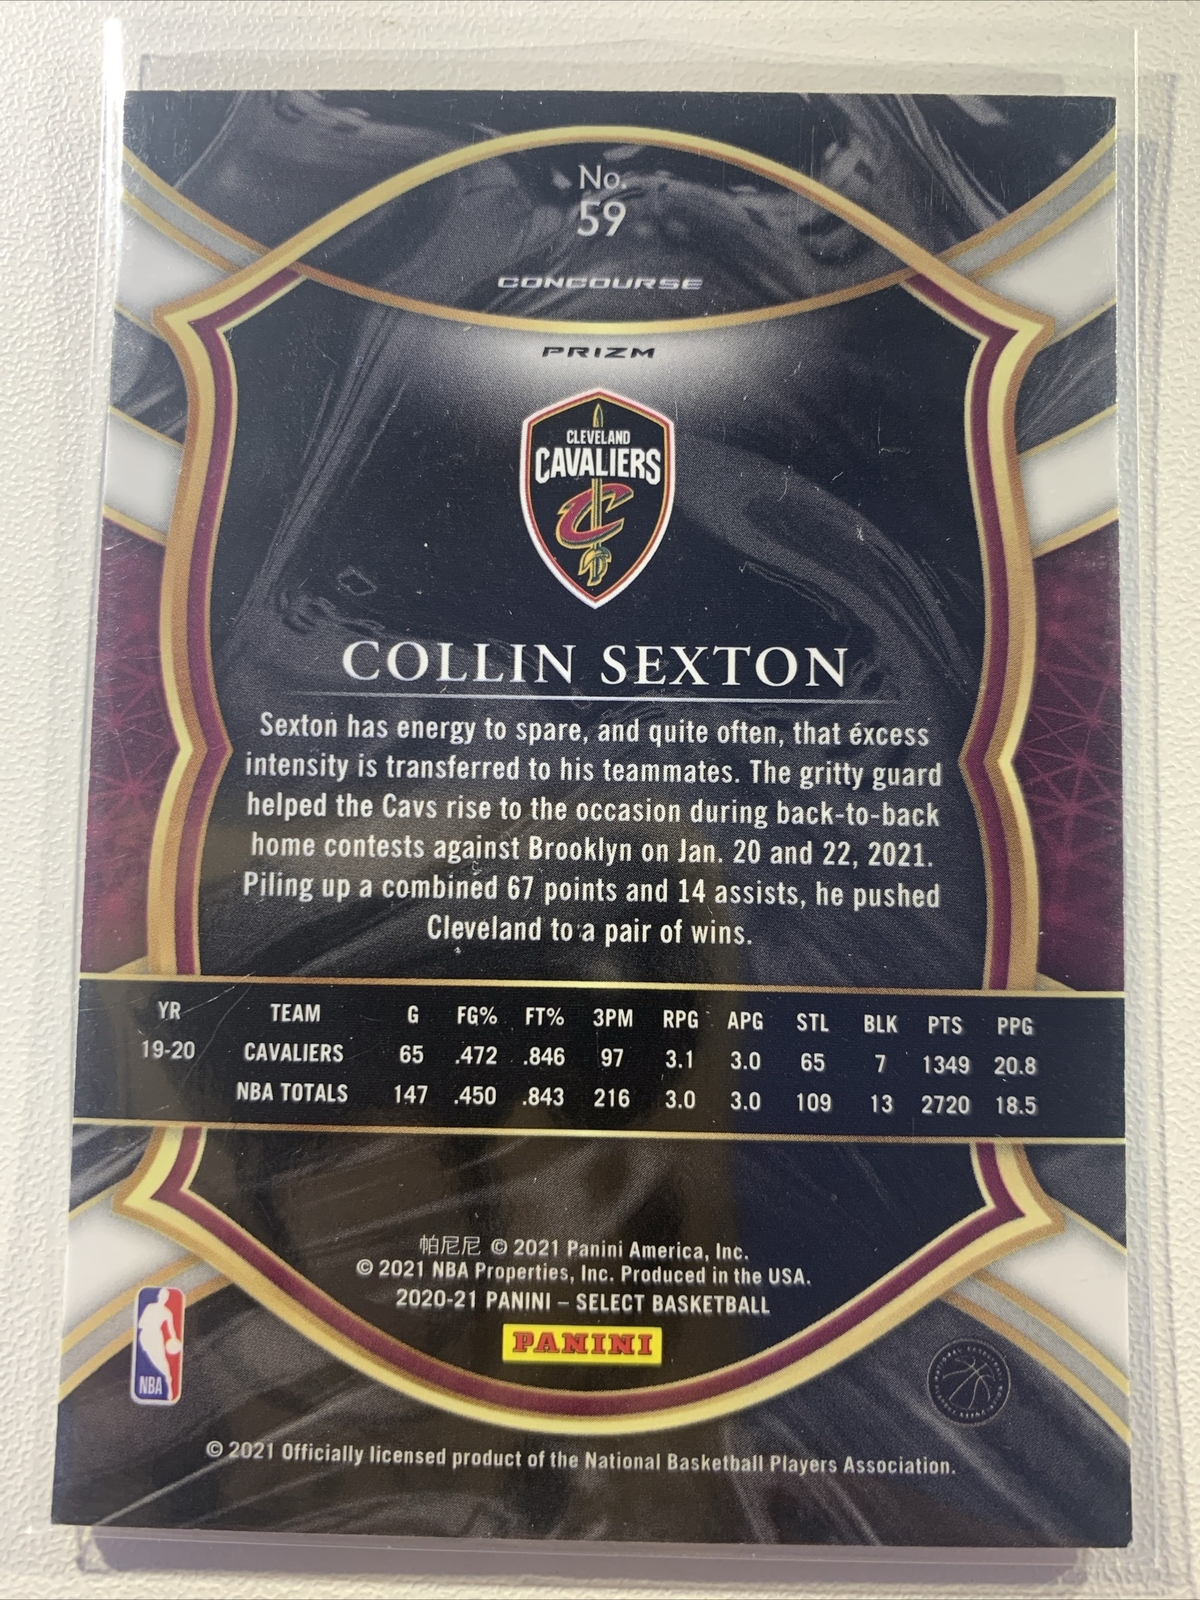 No.
59
CONCOURSE
PRIZM
CLEVELAND
CAVALIERS
C
COLLIN SEXTON
Sexton has energy to spare, and quite often, that excess
intensity is transferred to his teammates. The gritty guard
helped the Cavs rise to the occasion during back-to-back
home contests against Brooklyn on Jan. 20 and 22, 2021.
Piling up a combined 67 points and 14 assists, he pushed
Cleveland to a pair of wins.
YR TEAM G FG% FT% 3PM RPG APG STL BLK PTS PPG
19-20 CAVALIERS 65 .472 .846 97 3.1 3.0 65 7 1349 20.8
NBA TOTALS 147 .450 .843 216 3.0 3.0 109 13 2720 18.5
帕尼尼 © 2021 Panini America, Inc.
© 2021 NBA Properties, Inc. Produced in the USA.
2020-21 PANINI – SELECT BASKETBALL
PANINI
NBA
© 2021 Officially licensed product of the National Basketball Players Association.